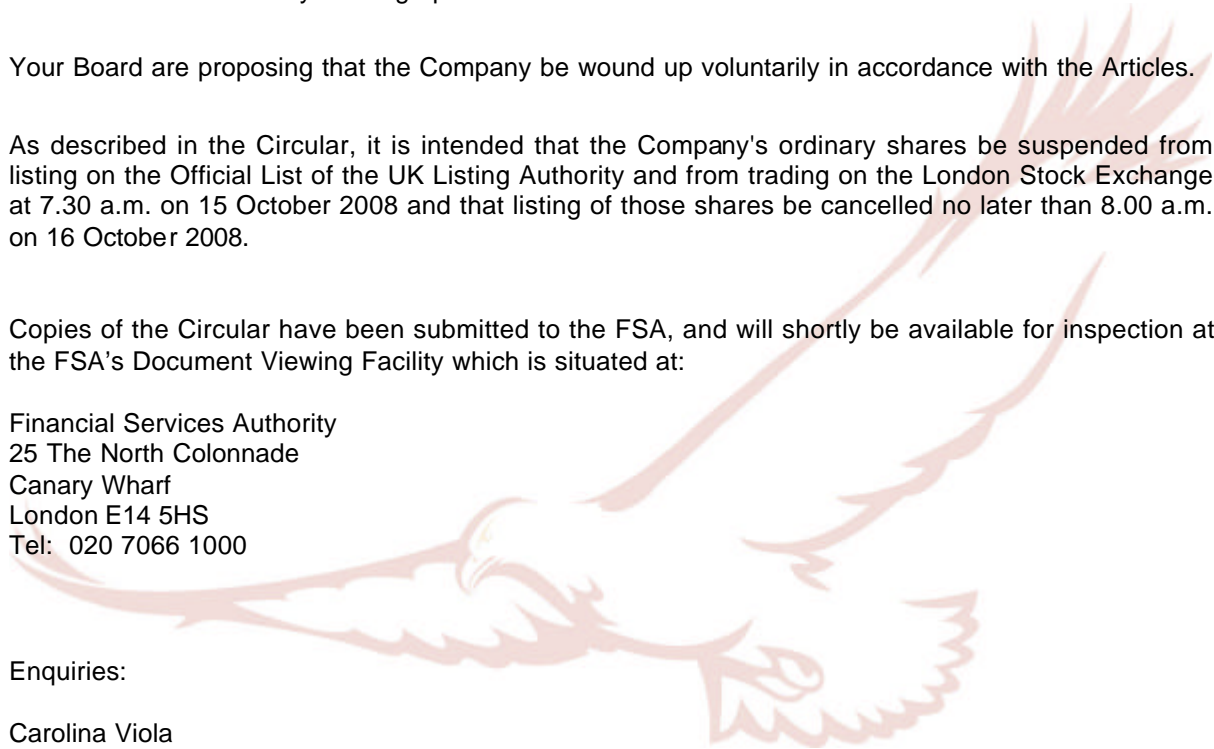 Your Board are proposing that the Company be wound up voluntarily in accordance with the Articles.
As described in the Circular, it is intended that the Company's ordinary shares be suspended from
listing on the Official List of the UK Listing Authority and from trading on the London Stock Exchange
at 7.30 a.m. on 15 October 2008 and that listing of those shares be cancelled no later than 8.00 a.m.
on 16 October 2008.
Copies of the Circular have been submitted to the FSA, and will shortly be available for inspection at
the FSA’s Document Viewing Facility which is situated at:
Financial Services Authority
25 The North Colonnade
Canary Wharf
London E14 5HS
Tel: 020 7066 1000
Enquiries:
Carolina Viola